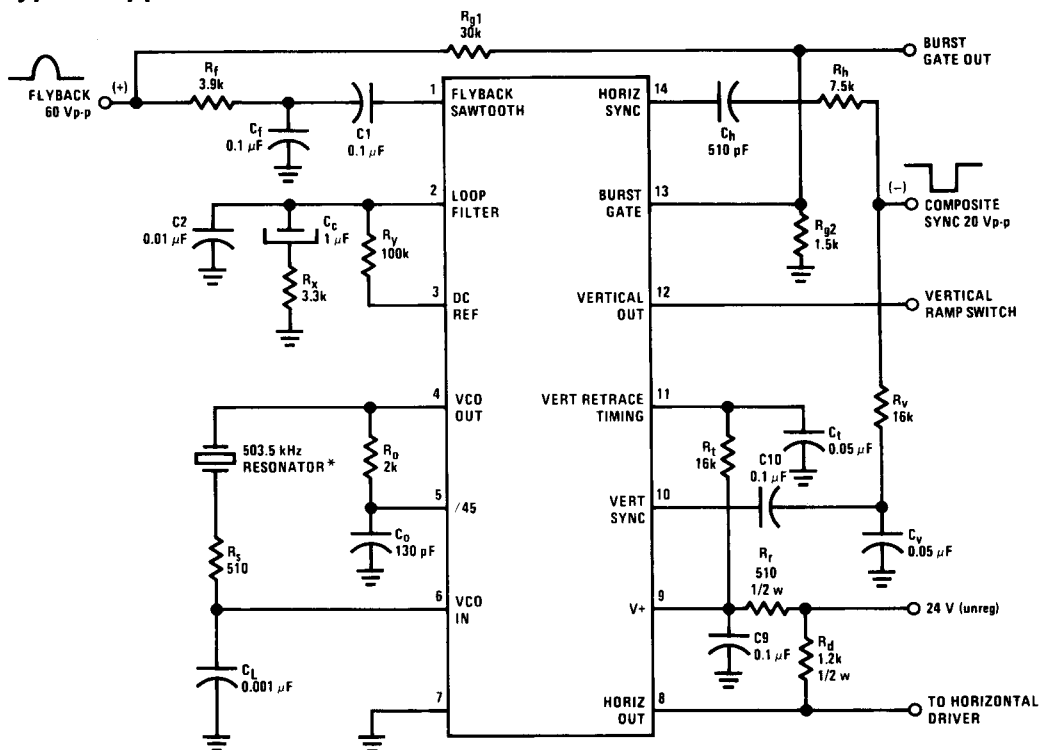 Rg1
30k
BURST
GATE OUT
FLYBACK
60 Vp-p
(+)
Rf
3.9k
Cf
0.1 µF
C1
0.1 µF
1
FLYBACK
SAWTOOTH
HORIZ
SYNC
14
Ch
510 pF
Rh
7.5k
(–)
COMPOSITE
SYNC 20 Vp-p
2
LOOP
FILTER
BURST
GATE
13
Rg2
1.5k
C2
0.01 µF
Cc
1 µF
Rx
3.3k
Ry
100k
3
DC
REF
VERTICAL
OUT
12
VERTICAL
RAMP SWITCH
4
VCO
OUT
VERT RETRACE
TIMING
11
Rv
16k
503.5 kHz
RESONATOR*
Ro
2k
Rt
16k
Ct
0.05 µF
5
/45
Co
130 pF
VERT
SYNC
10
C10
0.1 µF
Cv
0.05 µF
Rs
510
6
VCO
IN
V+
9
Rr
510
1/2 w
24 V (unreg)
C9
0.1 µF
Rd
1.2k
1/2 w
CL
0.001 µF
7
HORIZ
OUT
8
TO HORIZONTAL
DRIVER